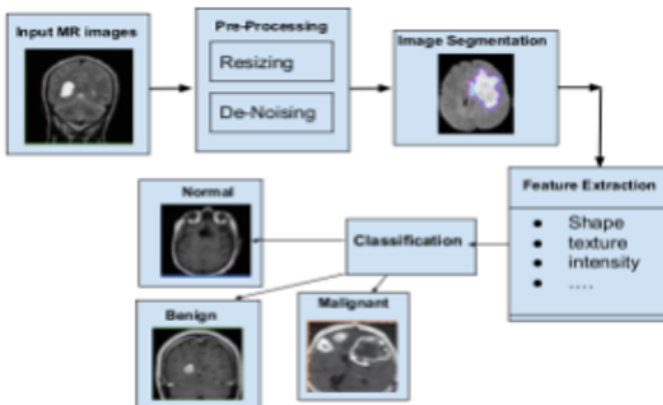 Input MR images
Pre-Processing
Resizing
De-Noising
Image Segmentation
Feature Extraction
● Shape
● texture
● intensity
● ....
Classification
Normal
Benign
Malignant